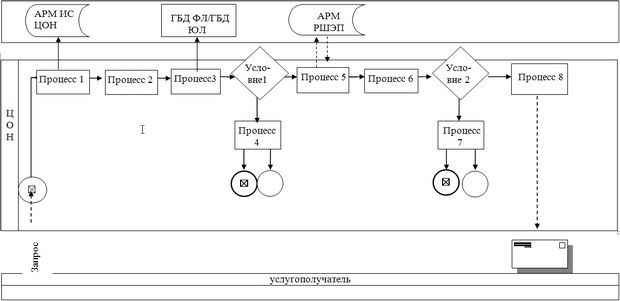 АРМ ИС
ЦОН
ГБД ФЛ/ГБД
ЮЛ
АРМ
РШЭП
ЦОН
Процесс 1
Процесс 2
Процесс3
Усло-
вие1
Процесс 5
Процесс 6
Усло-
вие 2
Процесс 8
Процесс
4
Процесс
7
Запрос
услугополучатель